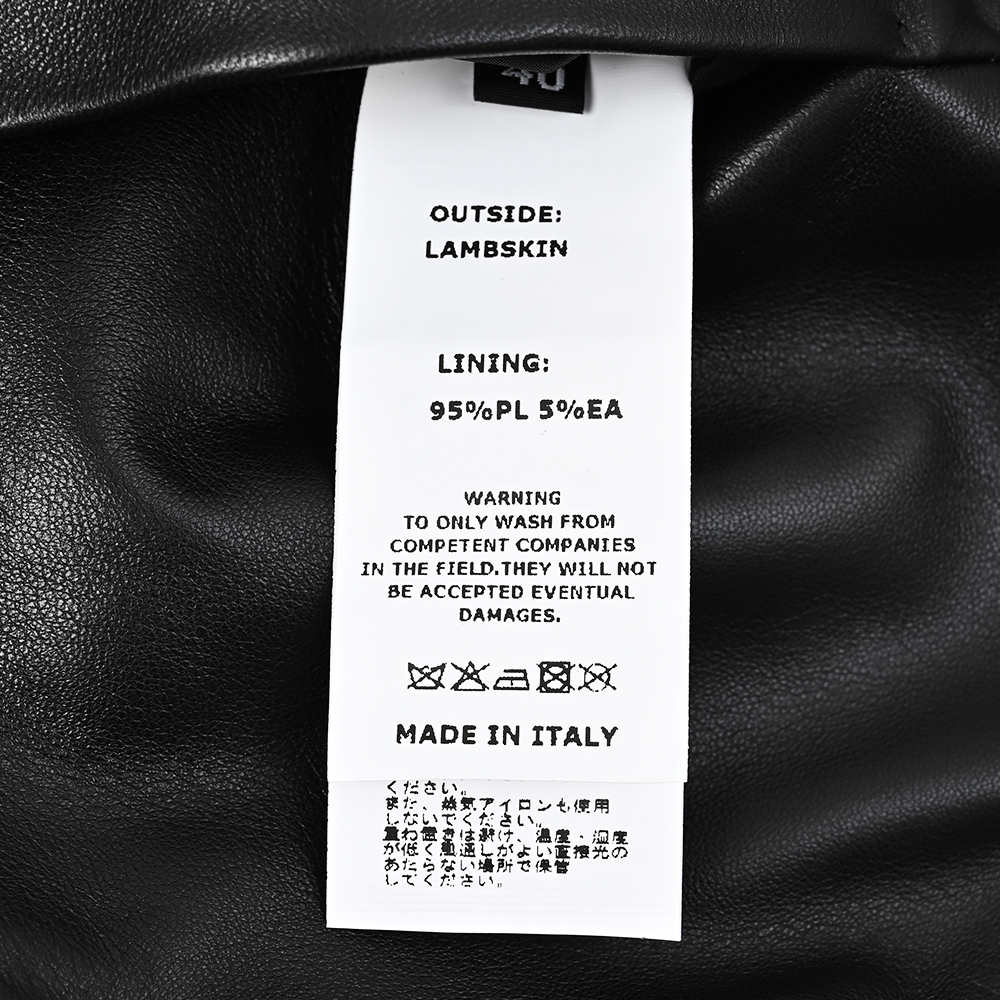 40
OUTSIDE:
LAMBSKIN
LINING:
95%PL 5%EA
WARNING
TO ONLY WASH FROM
COMPETENT COMPANIES
IN THE FIELD.THEY WILL NOT
BE ACCEPTED EVENTUAL
DAMAGES.
MADE IN ITALY
ください。
また、蒸気アイロンも使用
しないでください。
重ね置きは避け、温度・湿度
が低く風通しがよい直接光の
あたらない場所で保管
してください。